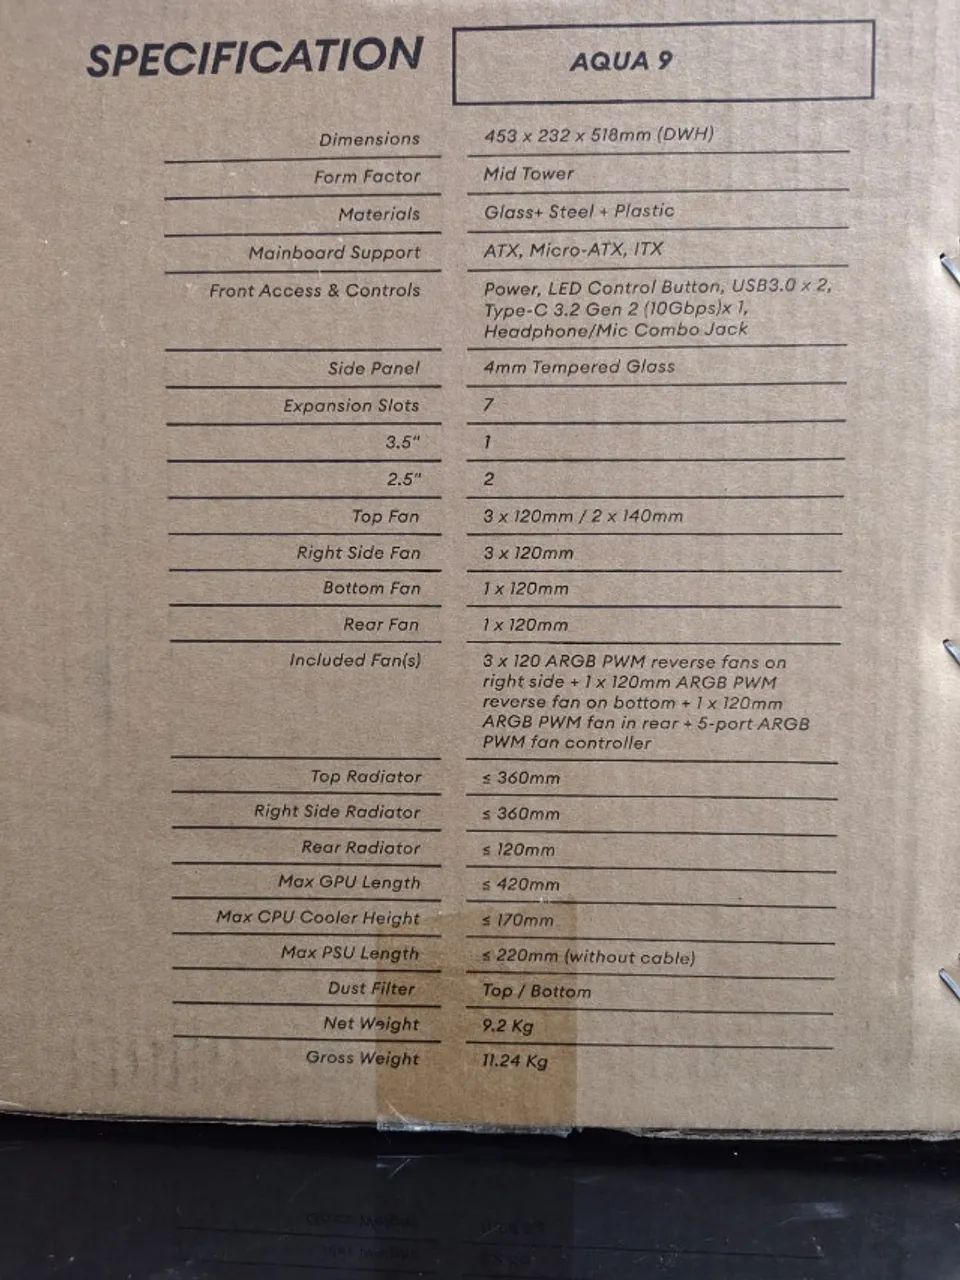 SPECIFICATION AQUA 9
Dimensions 453 x 232 x 518mm (DWH)
Form Factor Mid Tower
Materials Glass+ Steel + Plastic
Mainboard Support ATX, Micro-ATX, ITX
Front Access & Controls Power, LED Control Button, USB3.0 x 2,
Type-C 3.2 Gen 2 (10Gbps)x 1,
Headphone/Mic Combo Jack
Side Panel 4mm Tempered Glass
Expansion Slots 7
3.5" 1
2.5" 2
Top Fan 3 x 120mm / 2 x 140mm
Right Side Fan 3 x 120mm
Bottom Fan 1 x 120mm
Rear Fan 1 x 120mm
Included Fan(s) 3 x 120 ARGB PWM reverse fans on
right side + 1 x 120mm ARGB PWM
reverse fan on bottom + 1 x 120mm
ARGB PWM fan in rear + 5-port ARGB
PWM fan controller
Top Radiator ≤ 360mm
Right Side Radiator ≤ 360mm
Rear Radiator ≤ 120mm
Max GPU Length ≤ 420mm
Max CPU Cooler Height ≤ 170mm
Max PSU Length ≤ 220mm (without cable)
Dust Filter Top / Bottom
Net Weight 9.2 Kg
Gross Weight 11.24 Kg